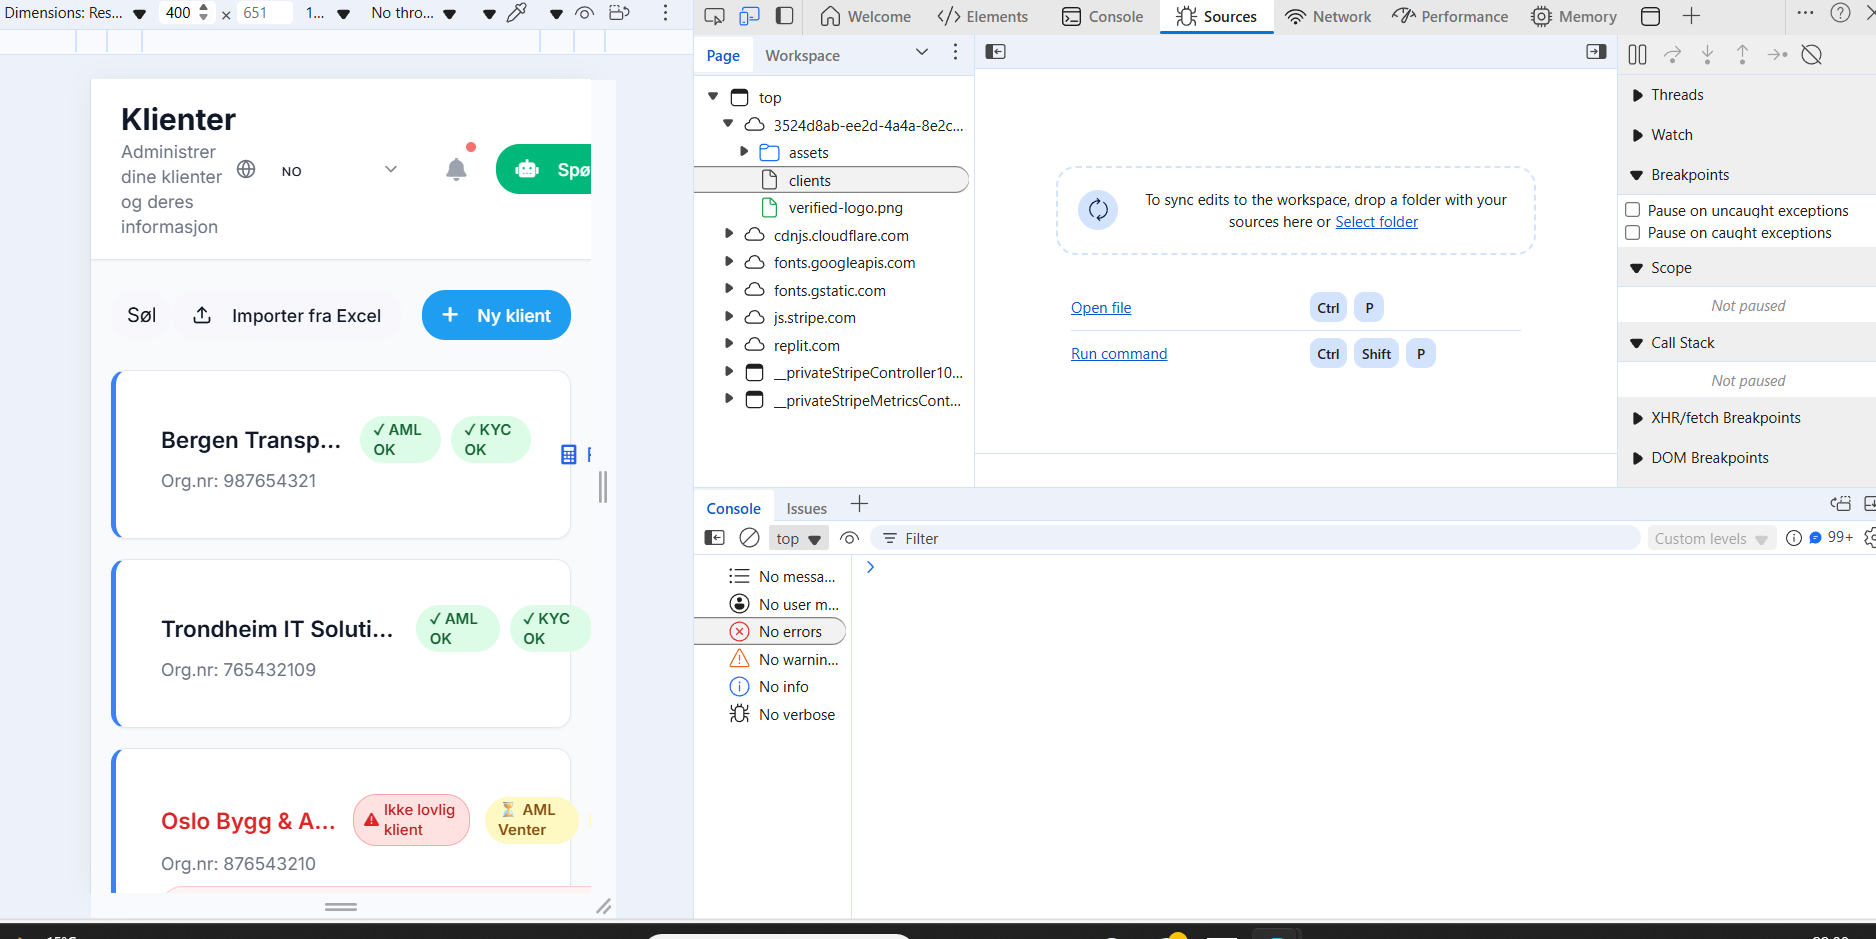 Dimensions: Res...
400
x
651
1...
No thro...
Welcome
Elements
Console
Sources
Network
Performance
Memory
Page
Workspace
top
3524d8ab-ee2d-4a4a-8e2c...
assets
clients
verified-logo.png
cdnjs.cloudflare.com
fonts.googleapis.com
fonts.gstatic.com
js.stripe.com
replit.com
__privateStripeController10...
__privateStripeMetricsCont...
To sync edits to the workspace, drop a folder with your
sources here or Select folder
Open file
Ctrl P
Run command
Ctrl Shift P
Threads
Watch
Breakpoints
Pause on uncaught exceptions
Pause on caught exceptions
Scope
Not paused
Call Stack
Not paused
XHR/fetch Breakpoints
DOM Breakpoints
Klienter
Administrer
dine klienter
og deres
informasjon
NO
Spø
Søl
Importer fra Excel
+ Ny klient
Bergen Transp...
✓ AML
OK
✓ KYC
OK
Org.nr: 987654321
Trondheim IT Soluti...
✓ AML
OK
✓ KYC
OK
Org.nr: 765432109
Oslo Bygg & A...
Ikke lovlig
klient
⏳ AML
Venter
Org.nr: 876543210
Console
Issues
top
Filter
Custom levels
99+
No messa...
No user m...
No errors
No warnin...
No info
No verbose